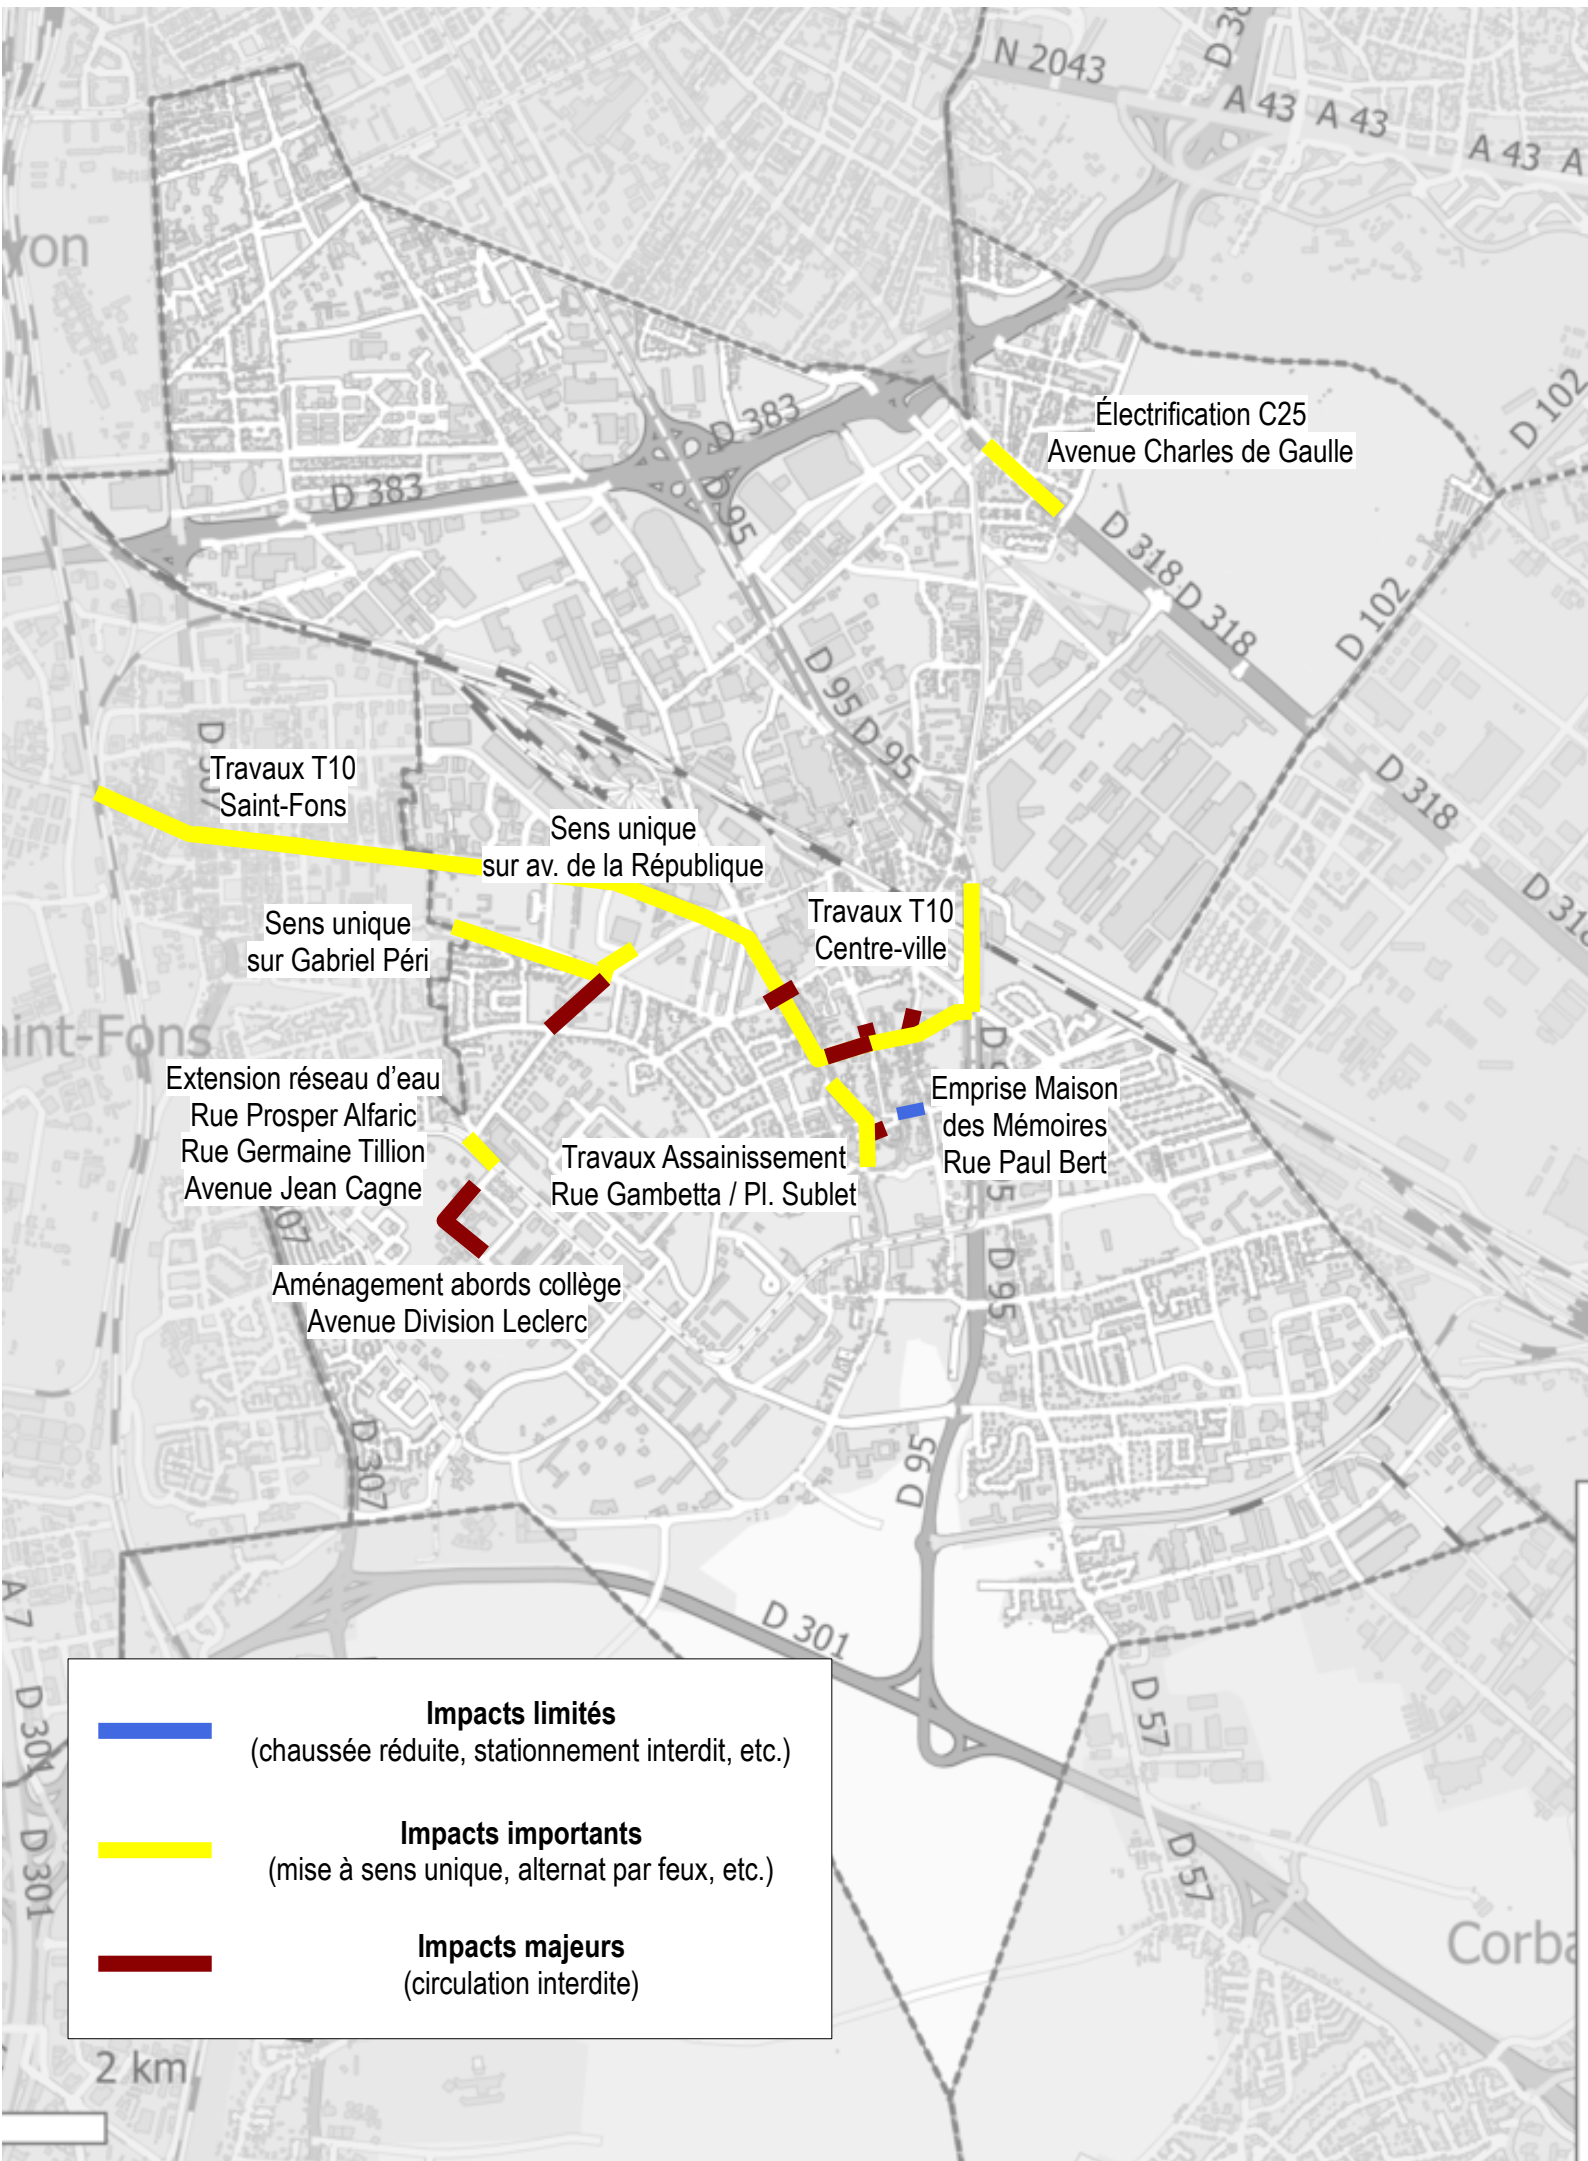 N 2043
A 43
A 43
A 43
D 383
D 383
D 102
Électrification C25
Avenue Charles de Gaulle
D 95
D 318
D 318
D 102
D 95
D 95
D 318
Travaux T10
Saint-Fons
Sens unique
sur av. de la République
Travaux T10
Centre-ville
Sens unique
sur Gabriel Péri
Extension réseau d'eau
Rue Prosper Alfaric
Rue Germaine Tillion
Avenue Jean Cagne
Travaux Assainissement
Rue Gambetta / Pl. Sublet
Emprise Maison
des Mémoires
Rue Paul Bert
Aménagement abords collège
Avenue Division Leclerc
D 95
D 307
D 95
A 7
D 301
D 57
D 301
D 57
Impacts limités
(chaussée réduite, stationnement interdit, etc.)
Impacts importants
(mise à sens unique, alternat par feux, etc.)
Impacts majeurs
(circulation interdite)
2 km